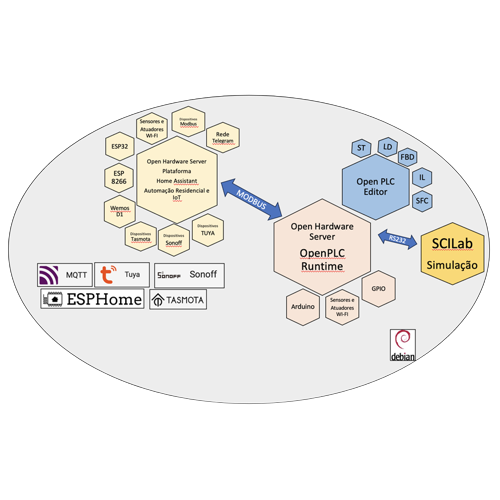 Dispositivos
Modbus
Sensores e
Atuadores
WI-FI
Rede
Telegram
ESP32
Open Hardware Server
Plataforma
Home Assistant
Automação Residencial e
IoT
ESP
8266
Wemos
D1
Dispositivos
Tasmota
Dispositivos
Sonoff
Dispositivos
TUYA
MODBUS
ST
LD
FBD
IL
SFC
Open PLC
Editor
Open Hardware
Server
OpenPLC
Runtime
RS232
SCILab
Simulação
GPIO
Arduino
Sensores e
Atuadores
WI-FI
MQTT
Tuya
SONOFF
Sonoff
ESPHome
TASMOTA
debian